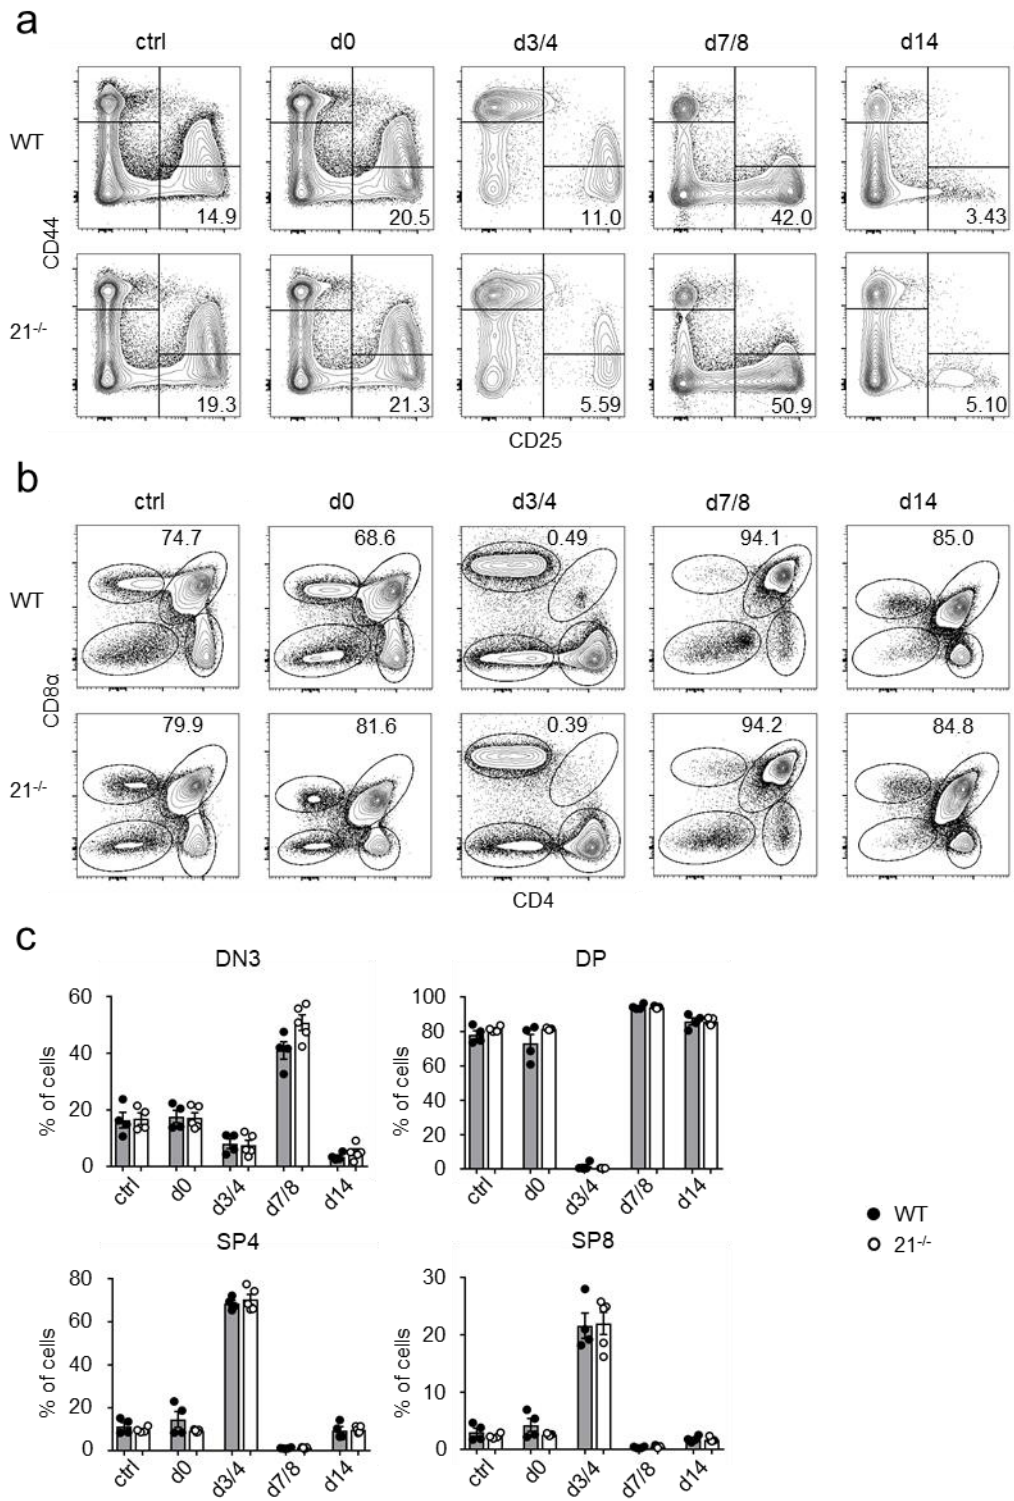 a
ctrl d0 d3/4 d7/8 d14
WT
14.9 20.5 11.0 42.0 3.43
CD44
21-/-
19.3 21.3 5.59 50.9 5.10
CD25
b
ctrl d0 d3/4 d7/8 d14
74.7 68.6 0.49 94.1 85.0
WT
CD8α
79.9 81.6 0.39 94.2 84.8
21-/-
CD4
c
DN3 DP
% of cells
60
40
20
0
ctrl d0 d3/4 d7/8 d14
% of cells
100
80
60
40
20
0
ctrl d0 d3/4 d7/8 d14
WT
21-/-
SP4 SP8
% of cells
80
60
40
20
0
ctrl d0 d3/4 d7/8 d14
% of cells
30
20
10
0
ctrl d0 d3/4 d7/8 d14